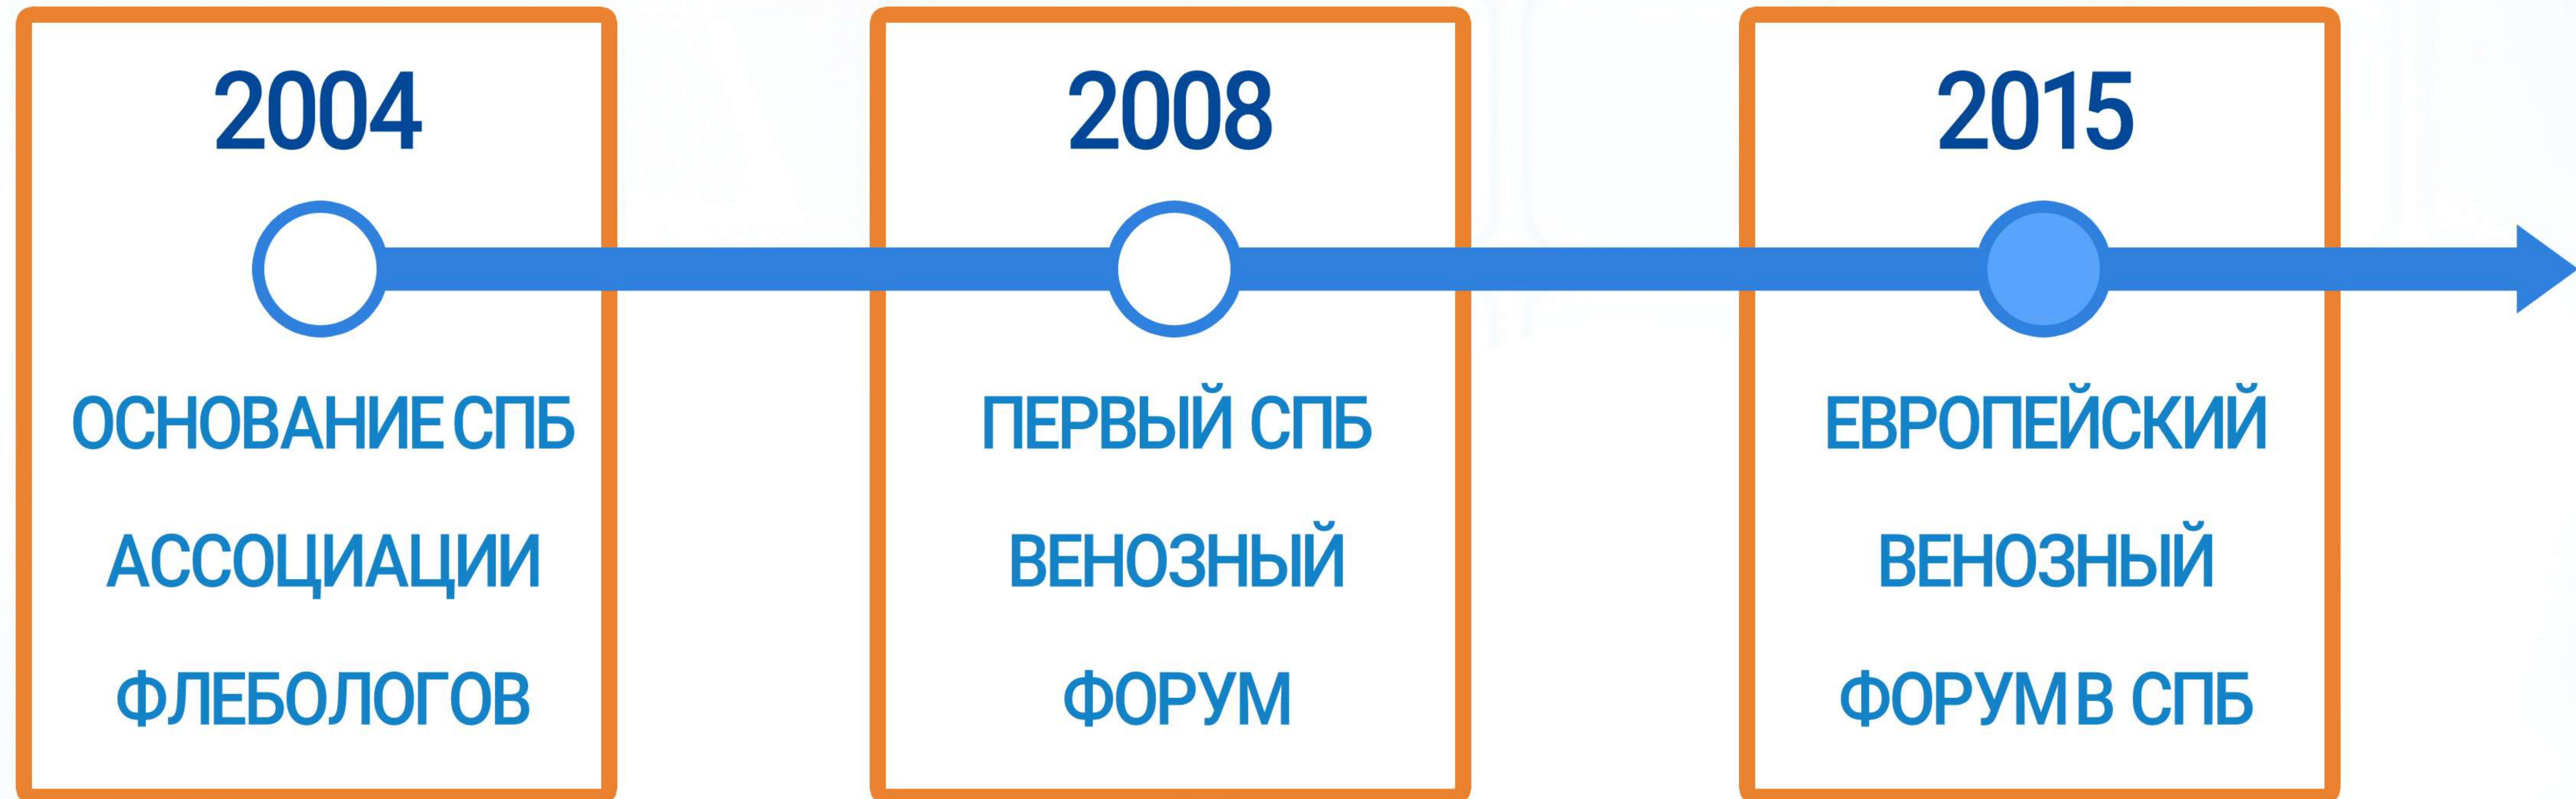 2004
ОСНОВАНИЕ СПБ
АССОЦИАЦИИ
ФЛЕБОЛОГОВ
2008
ПЕРВЫЙ СПБ
ВЕНОЗНЫЙ
ФОРУМ
2015
ЕВРОПЕЙСКИЙ
ВЕНОЗНЫЙ
ФОРУМ В СПБ